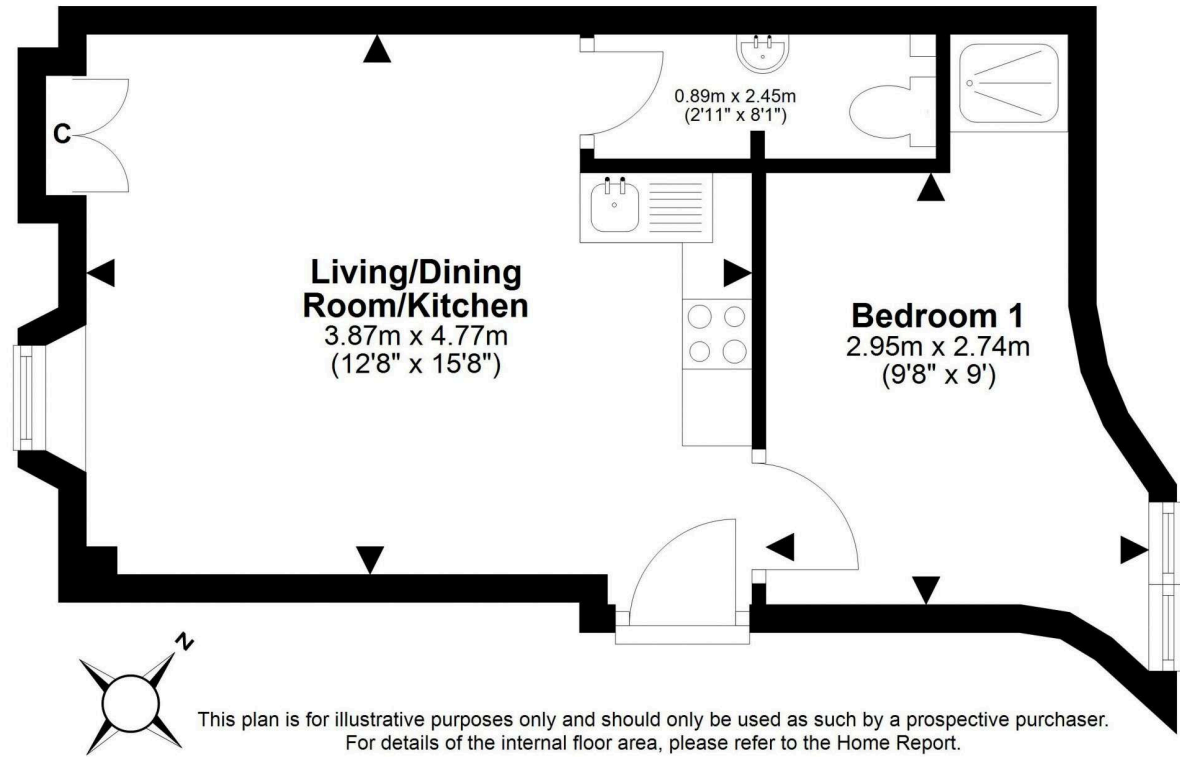 0.89m x 2.45m
(2'11" x 8'1")
C
Living/Dining
Room/Kitchen
3.87m x 4.77m
(12'8" x 15'8")
Bedroom 1
2.95m x 2.74m
(9'8" x 9')
N
This plan is for illustrative purposes only and should only be used as such by a prospective purchaser.
For details of the internal floor area, please refer to the Home Report.